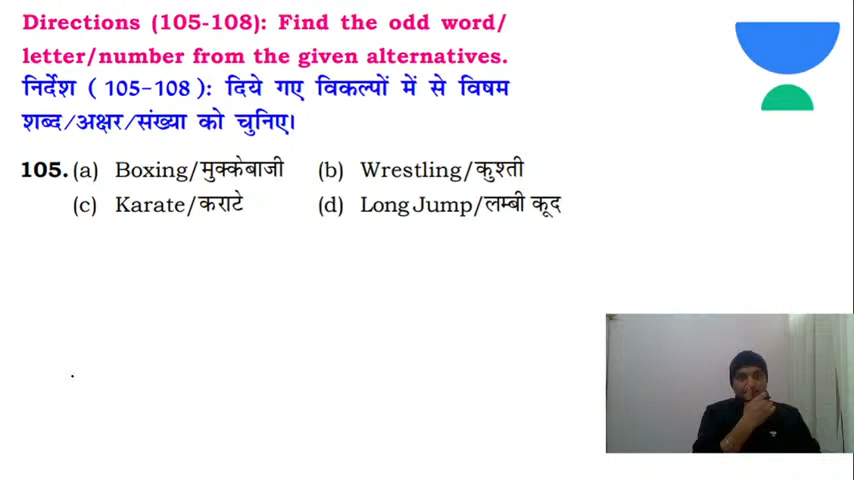 Directions (105-108): Find the odd word/
letter/number from the given alternatives.
निर्देश ( 105-108): दिये गए विकल्पों में से विषम
शब्द/अक्षर/संख्या को चुनिए।
105. (a) Boxing/मुक्केबाजी (b) Wrestling/कुश्ती
(c) Karate/कराटे (d) Long Jump/लम्बी कूद